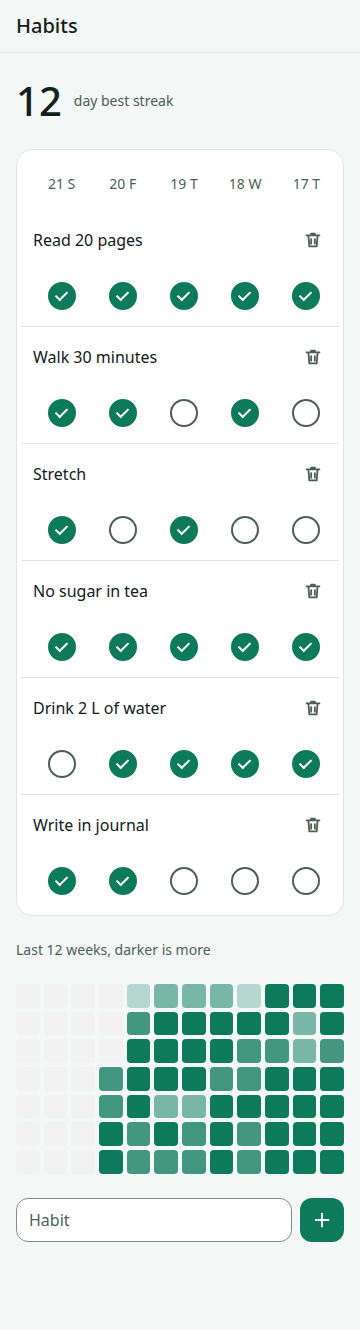 Habits
12 day best streak
21 S 20 F 19 T 18 W 17 T
Read 20 pages
Walk 30 minutes
Stretch
No sugar in tea
Drink 2 L of water
Write in journal
Last 12 weeks, darker is more
Habit